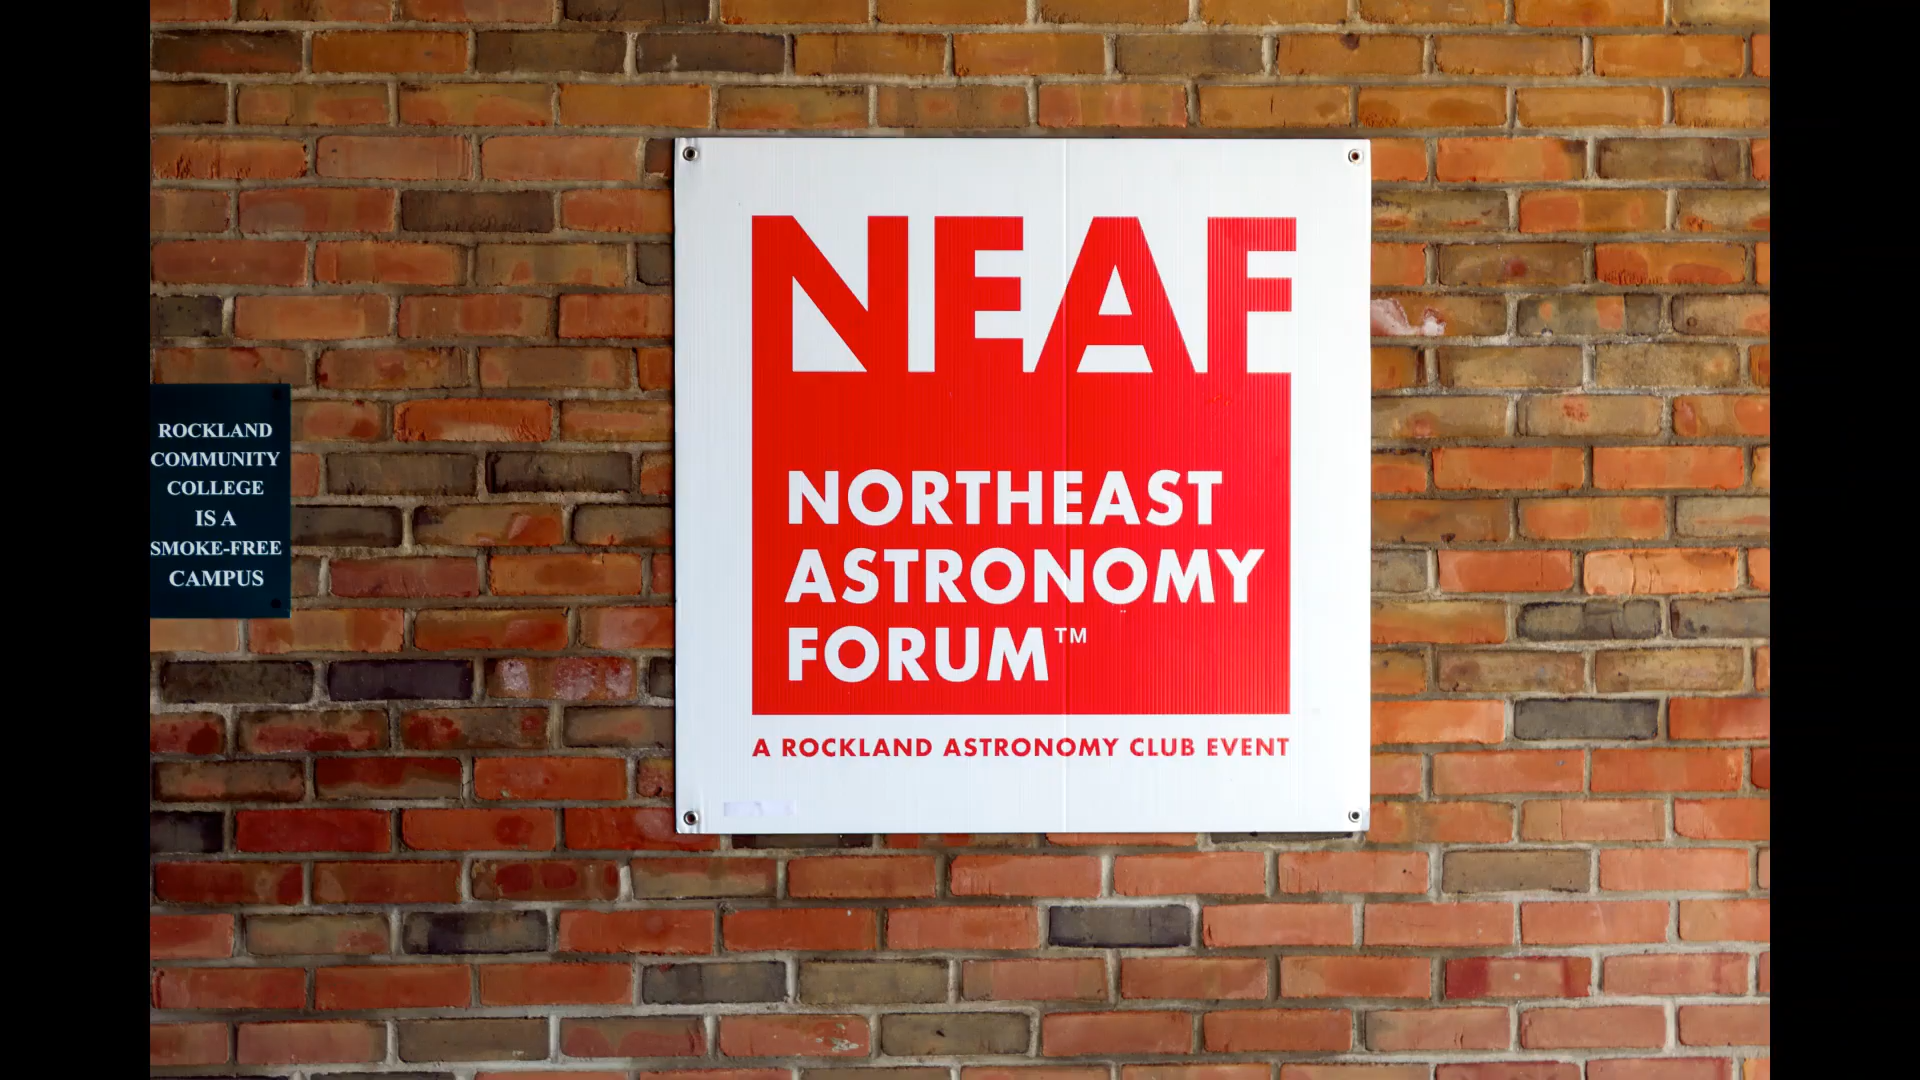 ROCKLAND
COMMUNITY
COLLEGE
IS A
SMOKE-FREE
CAMPUS
NEAF
NORTHEAST
ASTRONOMY
FORUM™
A ROCKLAND ASTRONOMY CLUB EVENT